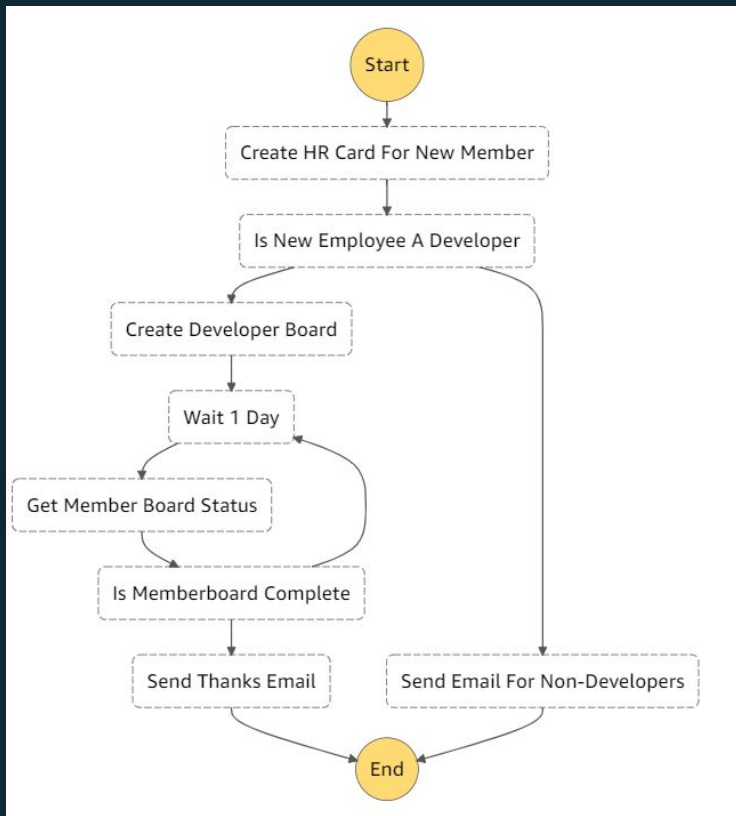 Start
Create HR Card For New Member
Is New Employee A Developer
Create Developer Board
Wait 1 Day
Get Member Board Status
Is Memberboard Complete
Send Thanks Email
Send Email For Non-Developers
End